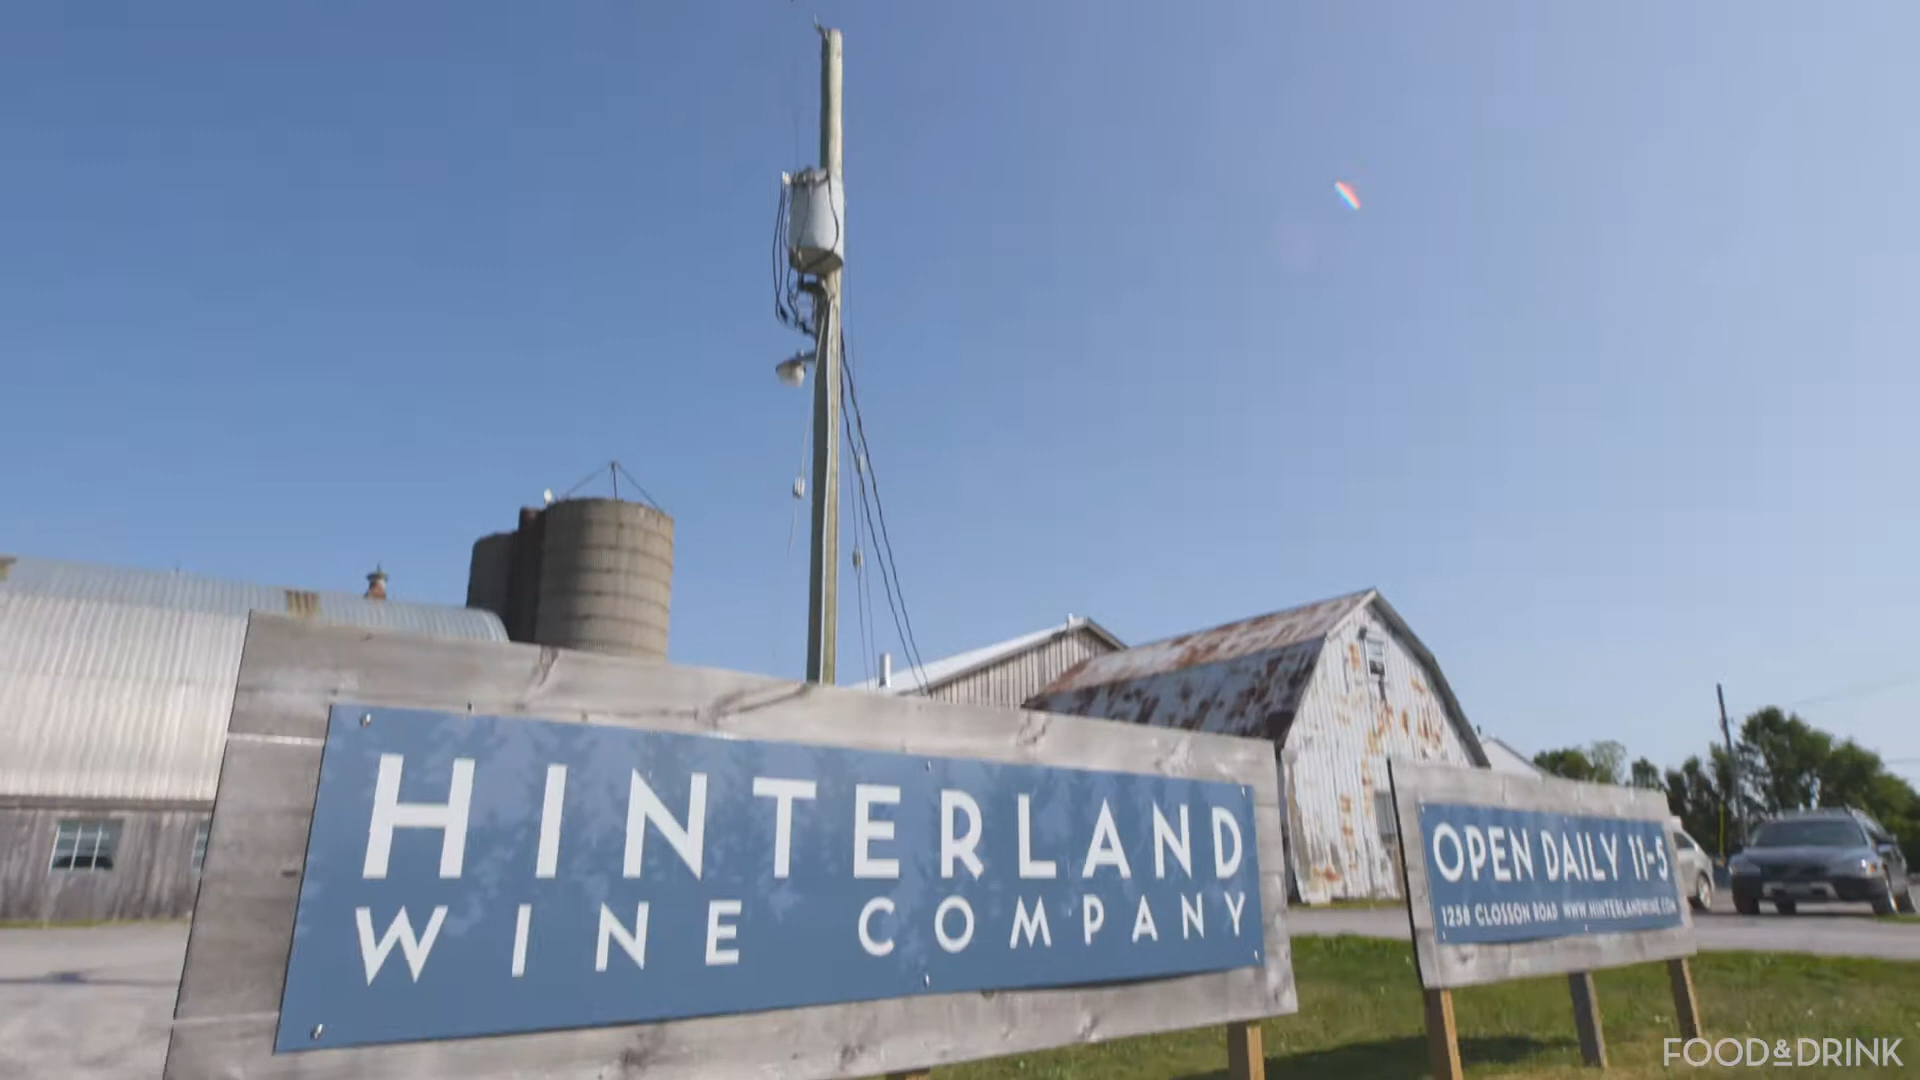 HINTERLAND
WINE COMPANY
OPEN DAILY 11-5
1258 CLOSSON ROAD WWW.HINTERLANDWINE.COM
FOOD&DRINK